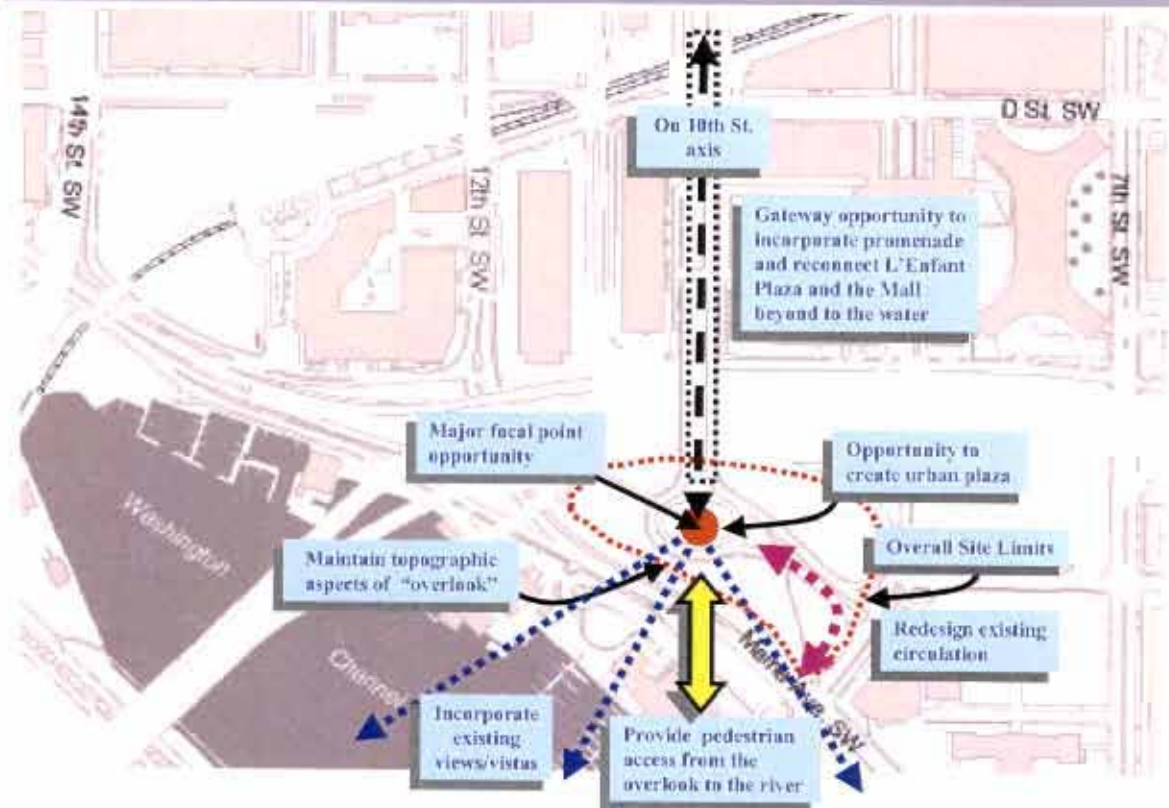 14th St. SW
12th St. SW
On 10th St.
axis
D St. SW
7th St. SW
Gateway opportunity to
incorporate promenade
and reconnect L'Enfant
Plaza and the Mall
beyond to the water
Major focal point
opportunity
Opportunity to
create urban plaza
Washington
Maintain topographic
aspects of "overlook"
Overall Site Limits
Redesign existing
circulation
Channel
Maine Ave. SW
Incorporate
existing
views/vistas
Provide pedestrian
access from the
overlook to the river